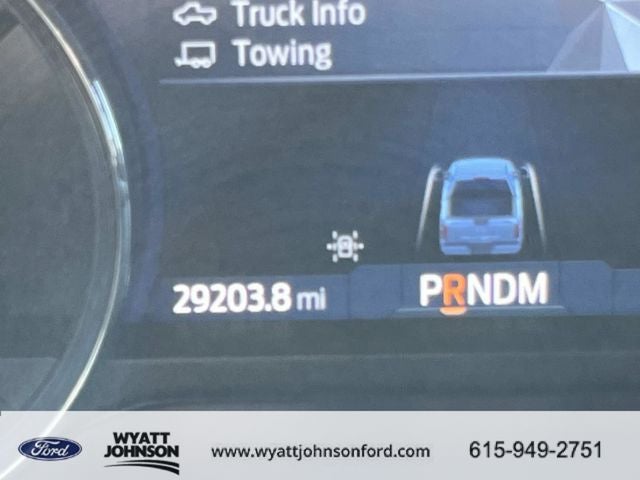 Truck Info
Towing
29203.8 mi
PRNDM
Ford
WYATT
JOHNSON
www.wyattjohnsonford.com
615-949-2751